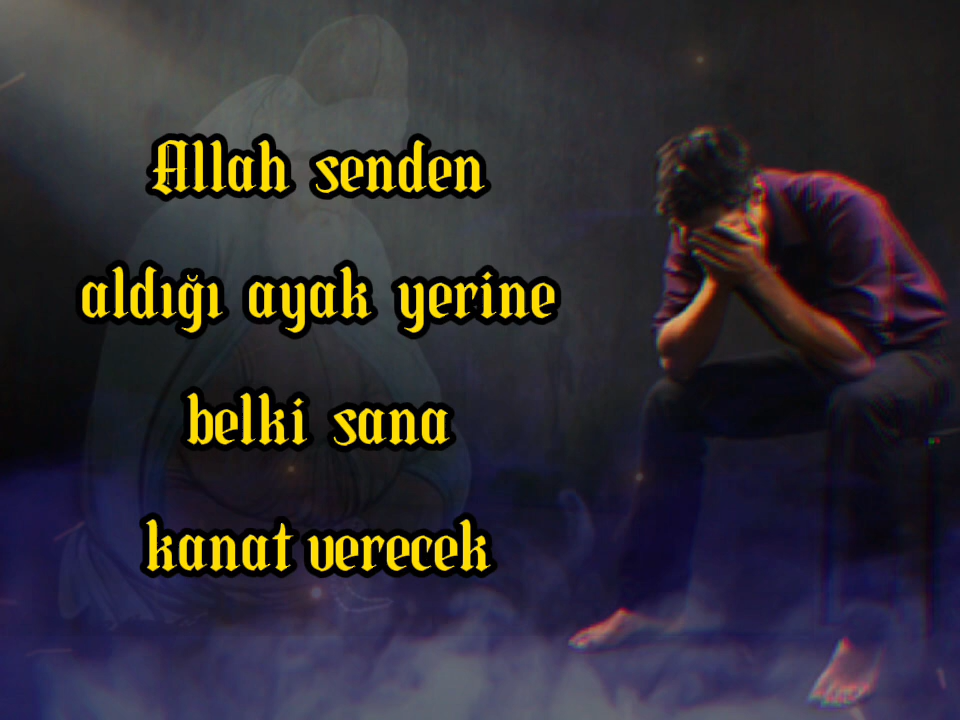 Allah senden
aldığı ayak yerine
belki sana
kanat verecek